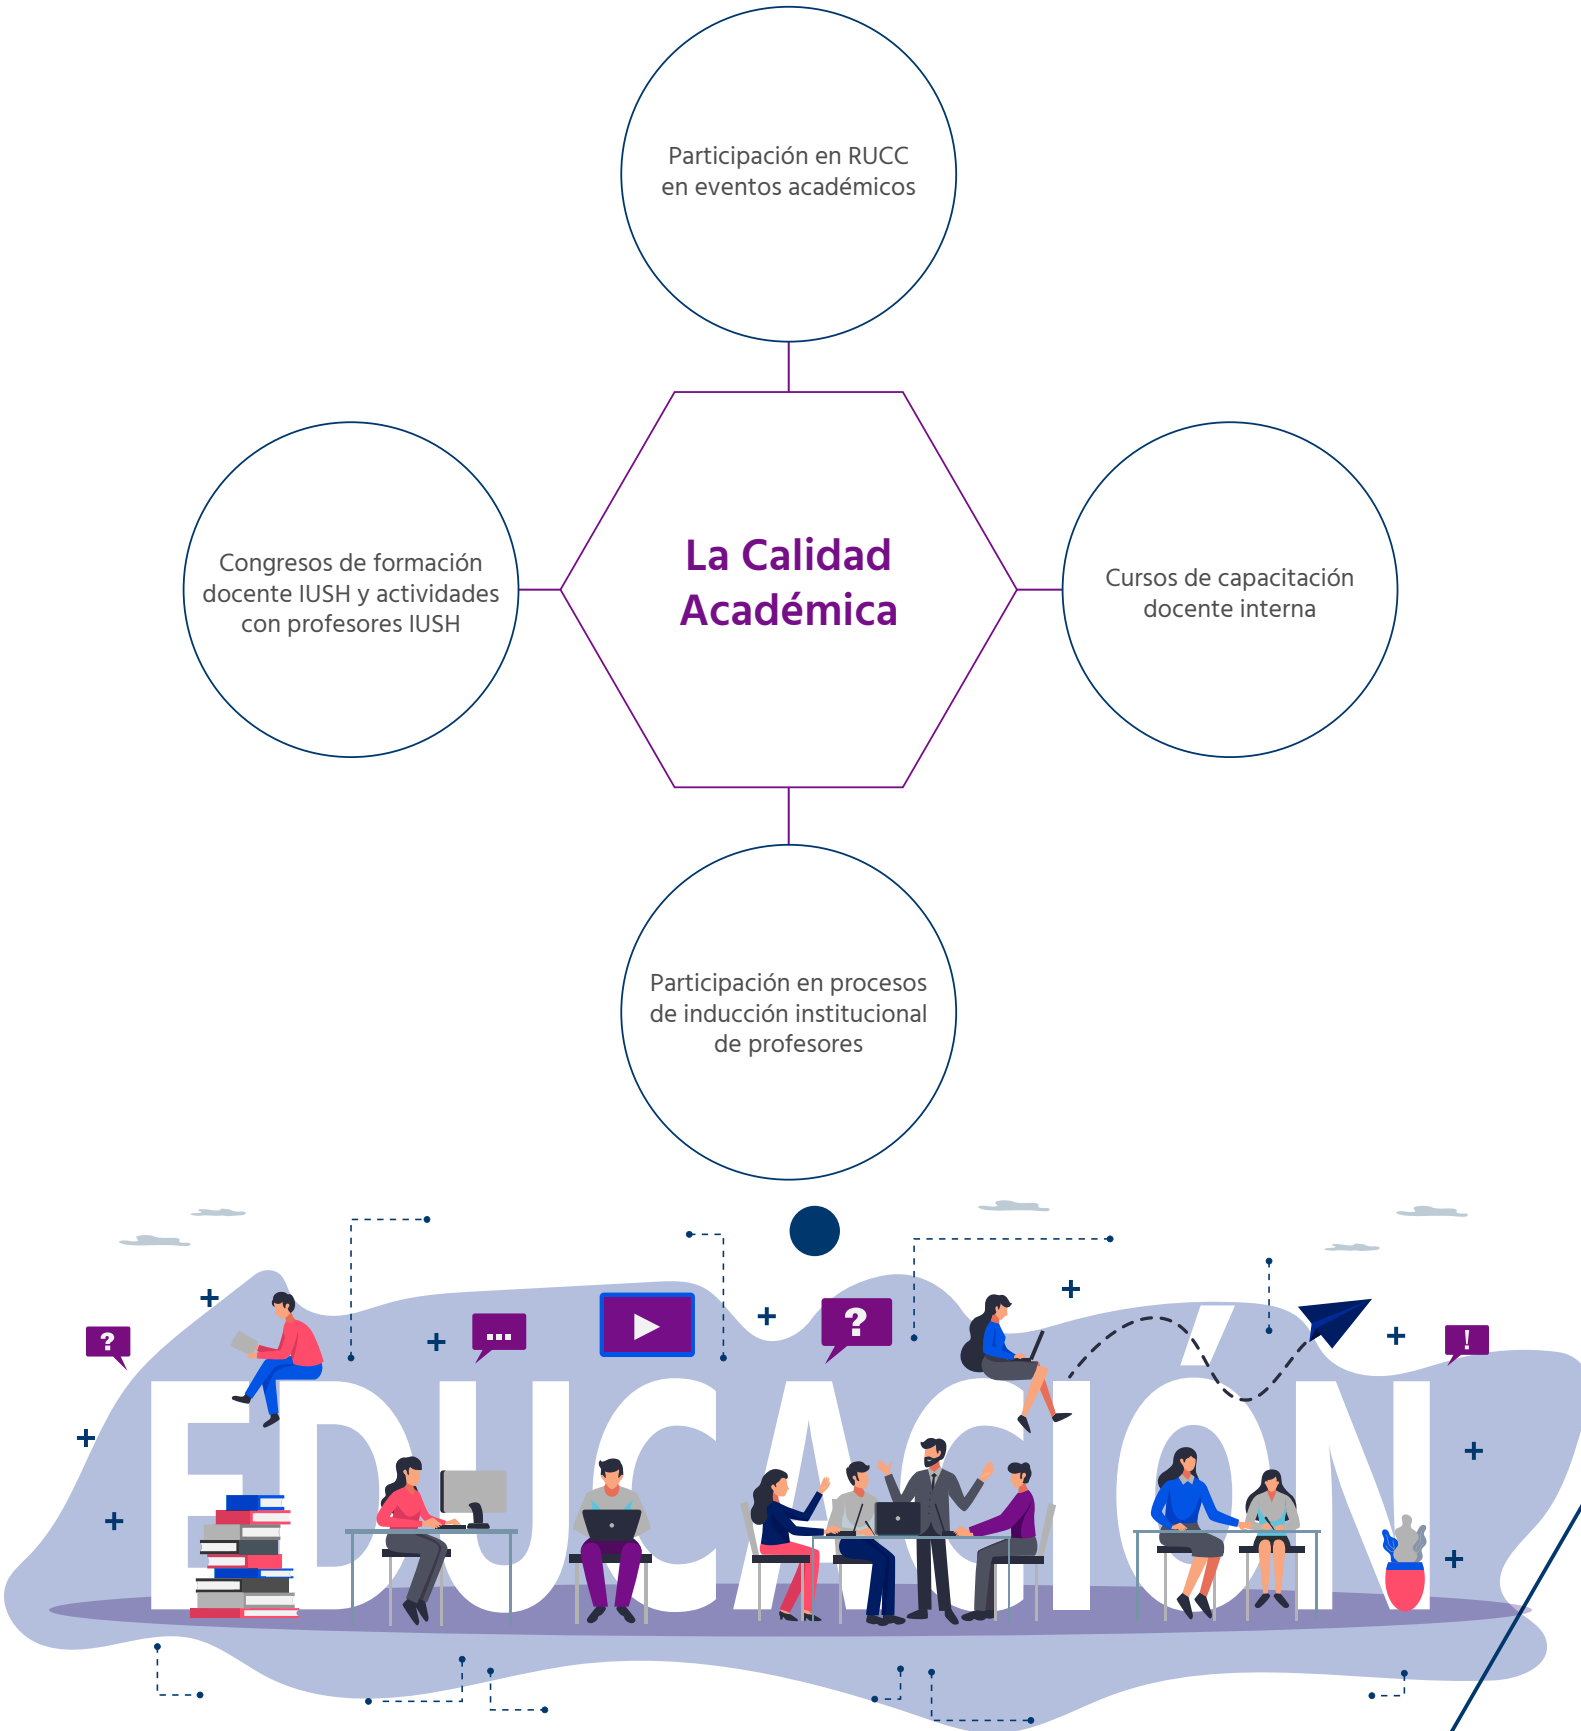 Participación en RUCC
en eventos académicos
Congresos de formación
docente IUSH y actividades
con profesores IUSH
La Calidad
Académica
Cursos de capacitación
docente interna
Participación en procesos
de inducción institucional
de profesores
?
...
?
!
EDUCACIÓN